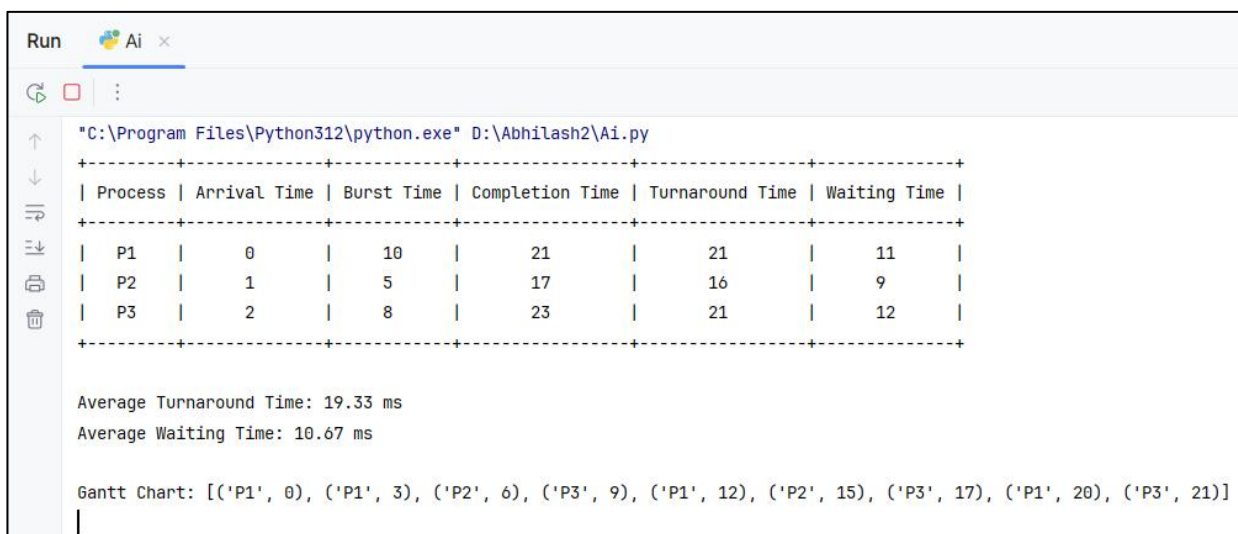 Run Ai
"C:\Program Files\Python312\python.exe" D:\Abhilash2\Ai.py
+---------+--------------+------------+-----------------+-----------------+--------------+
| Process | Arrival Time | Burst Time | Completion Time | Turnaround Time | Waiting Time |
+---------+--------------+------------+-----------------+-----------------+--------------+
| P1 | 0 | 10 | 21 | 21 | 11 |
| P2 | 1 | 5 | 17 | 16 | 9 |
| P3 | 2 | 8 | 23 | 21 | 12 |
+---------+--------------+------------+-----------------+-----------------+--------------+
Average Turnaround Time: 19.33 ms
Average Waiting Time: 10.67 ms
Gantt Chart: [('P1', 0), ('P1', 3), ('P2', 6), ('P3', 9), ('P1', 12), ('P2', 15), ('P3', 17), ('P1', 20), ('P3', 21)]